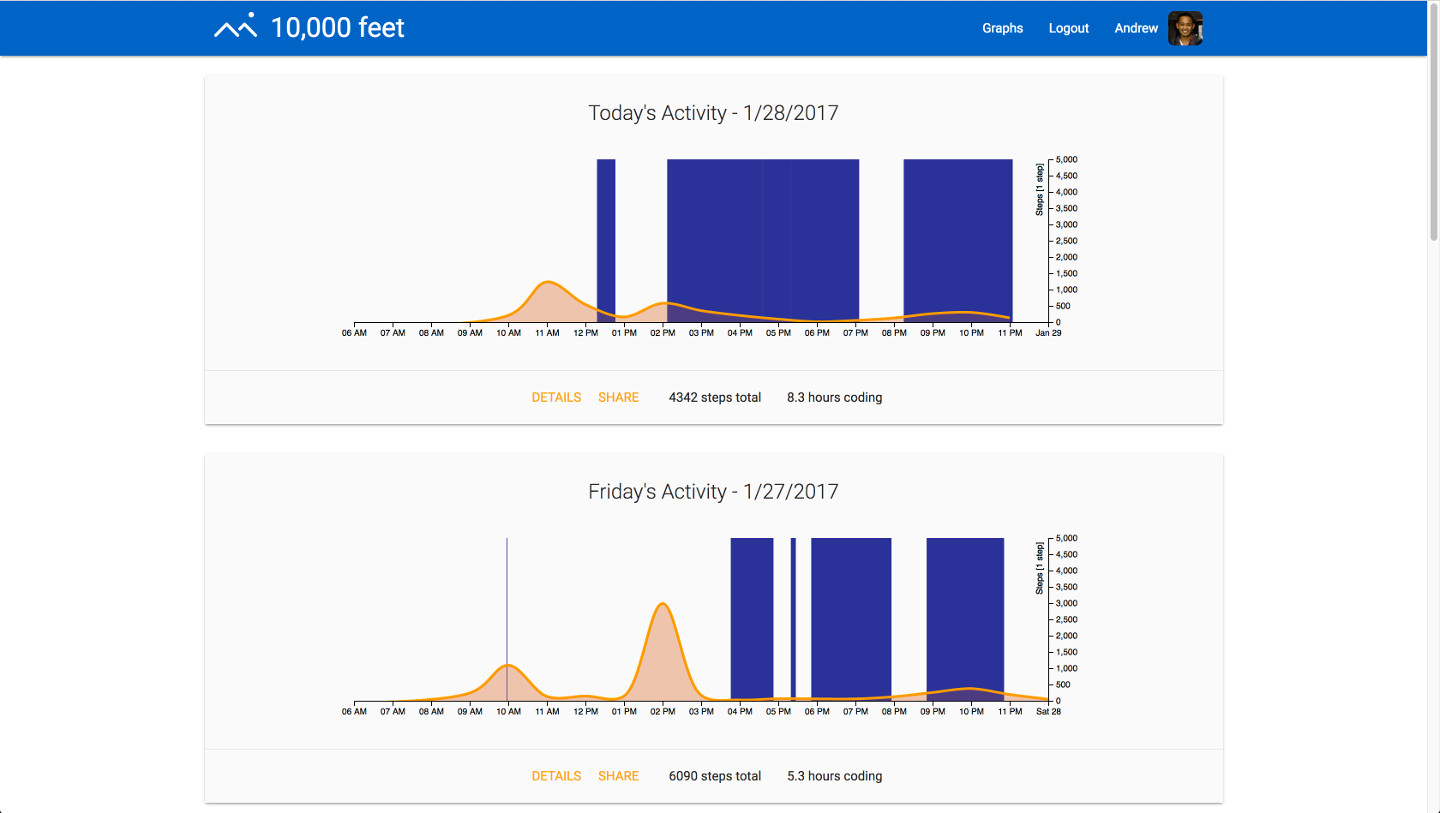 10,000 feet
Graphs Logout Andrew
Today's Activity - 1/28/2017
Steps [1 step]
5,000
4,500
4,000
3,500
3,000
2,500
2,000
1,500
1,000
500
0
06 AM 07 AM 08 AM 09 AM 10 AM 11 AM 12 PM 01 PM 02 PM 03 PM 04 PM 05 PM 06 PM 07 PM 08 PM 09 PM 10 PM 11 PM Jan 29
DETAILS SHARE 4342 steps total 8.3 hours coding
Friday's Activity - 1/27/2017
Steps [1 step]
5,000
4,500
4,000
3,500
3,000
2,500
2,000
1,500
1,000
500
0
06 AM 07 AM 08 AM 09 AM 10 AM 11 AM 12 PM 01 PM 02 PM 03 PM 04 PM 05 PM 06 PM 07 PM 08 PM 09 PM 10 PM 11 PM Sat 28
DETAILS SHARE 6090 steps total 5.3 hours coding